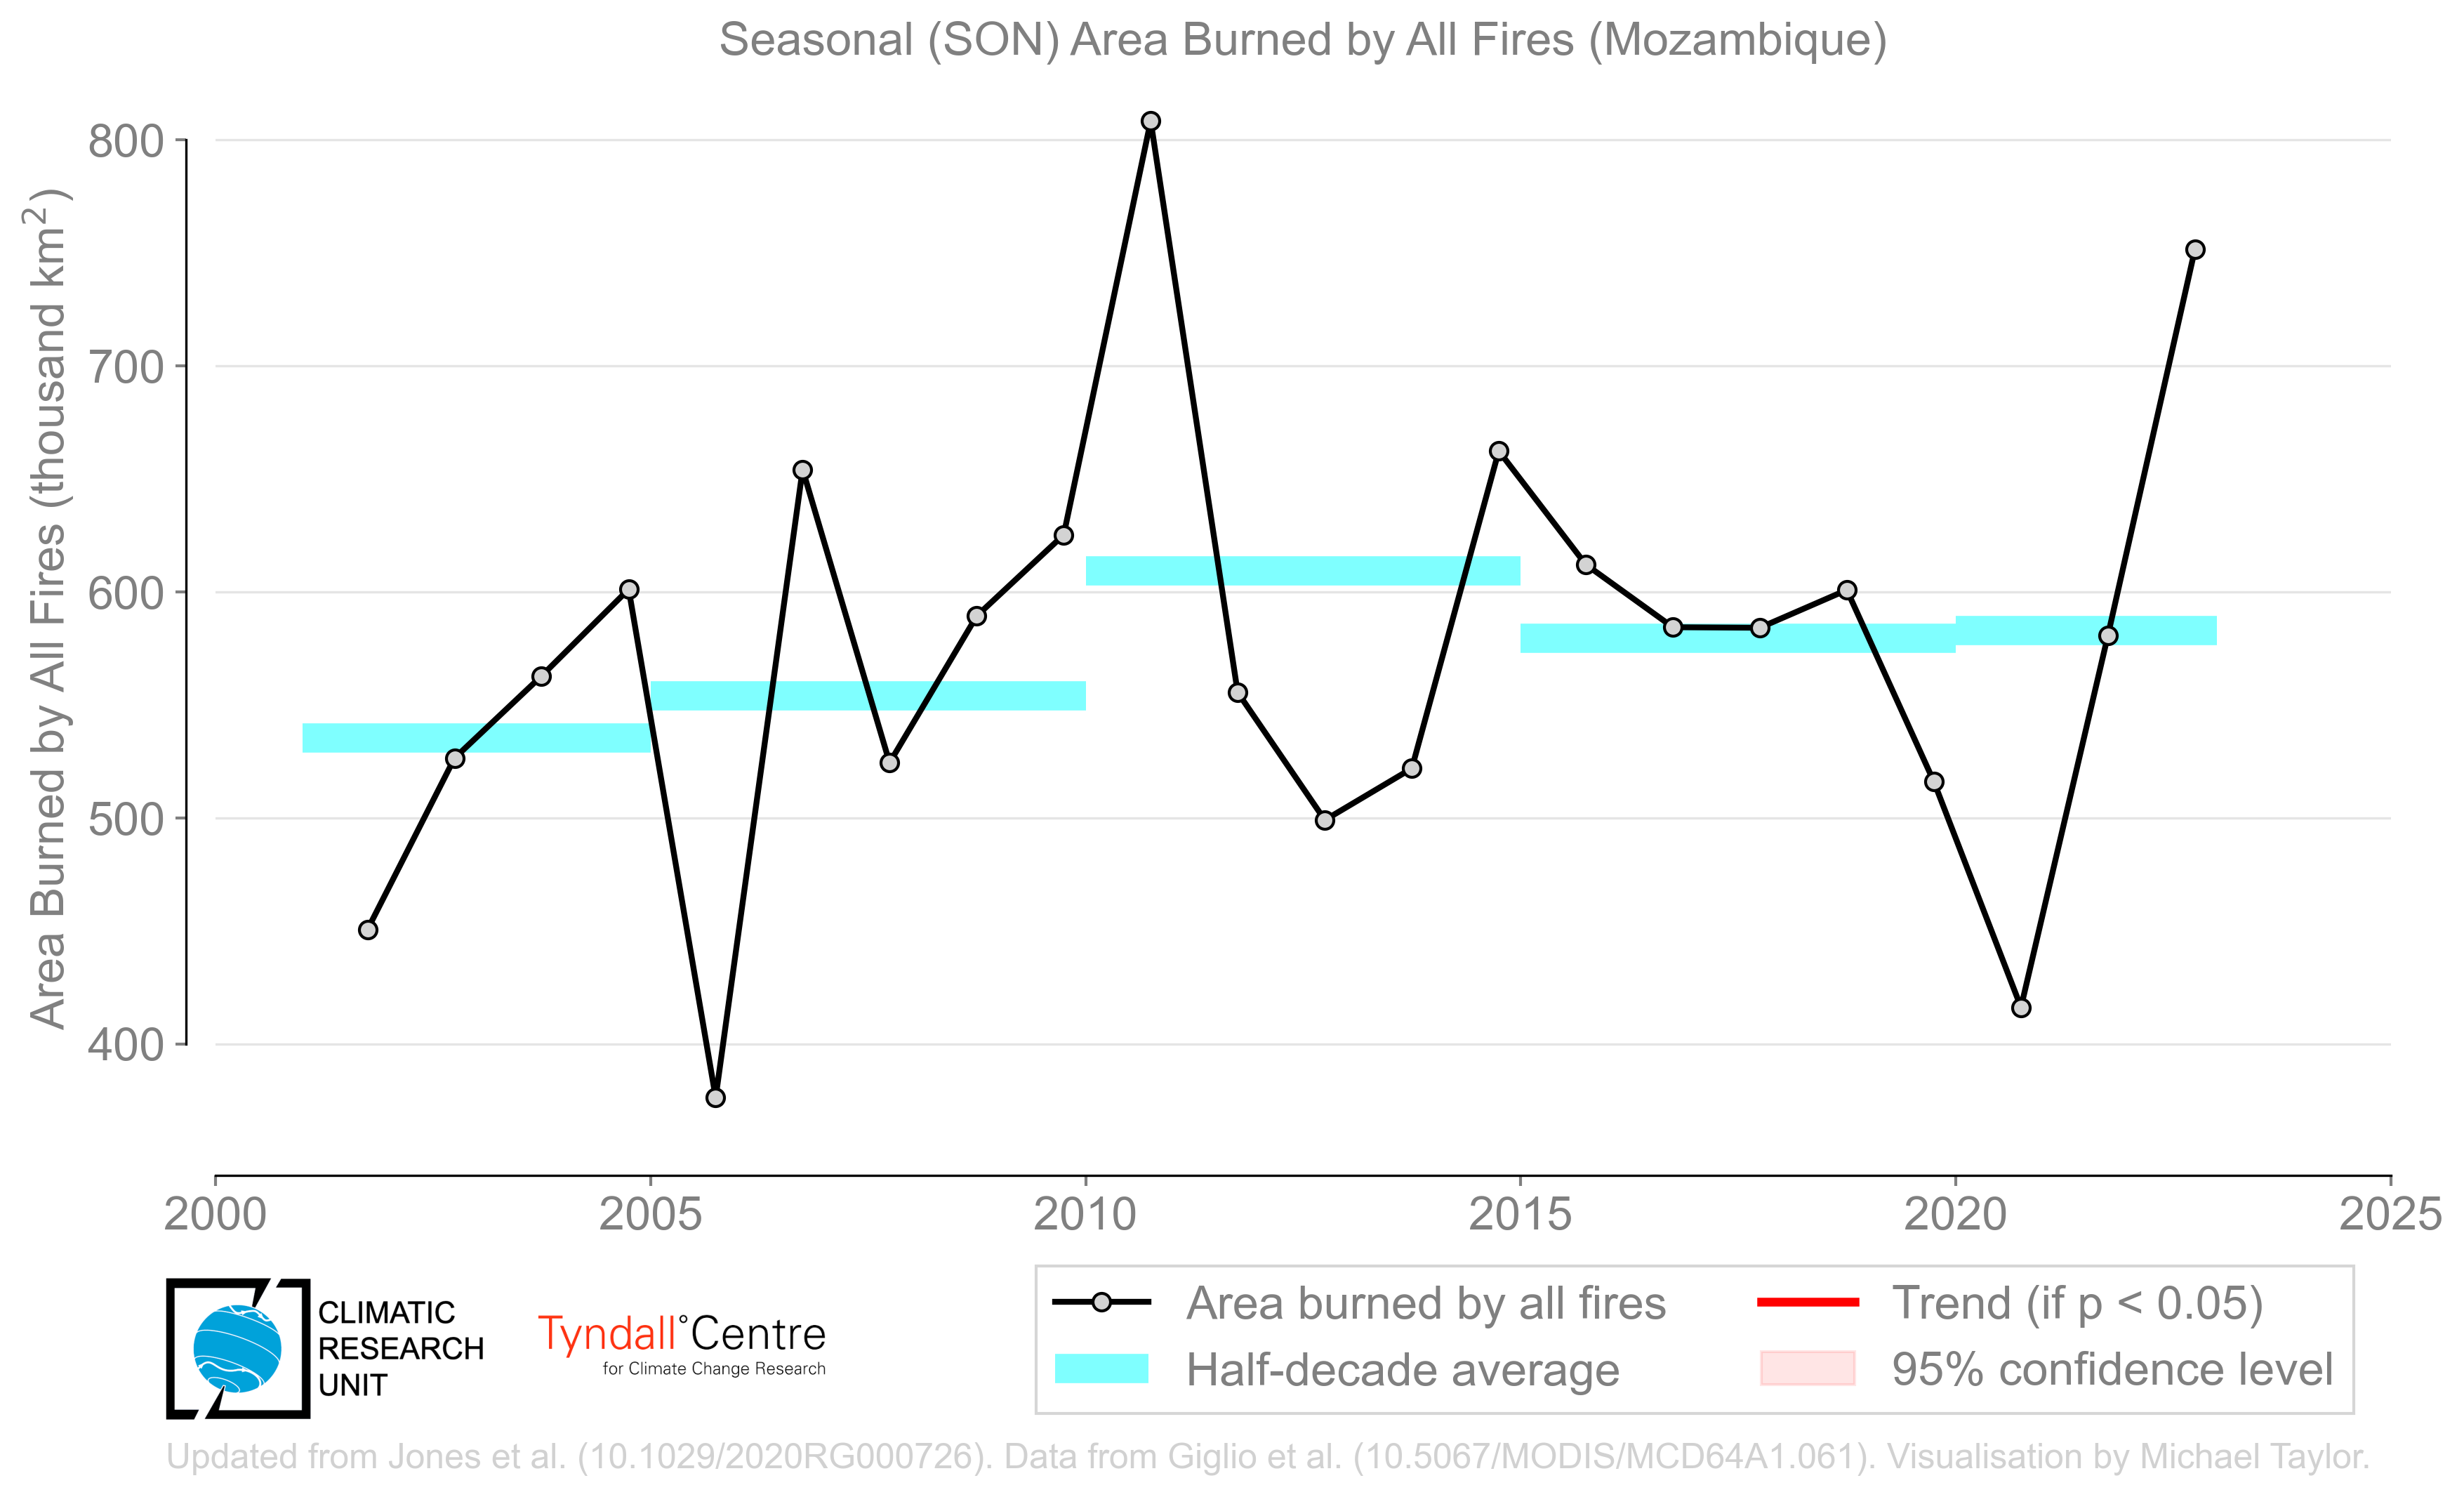 Seasonal (SON) Area Burned by All Fires (Mozambique)
Area Burned by All Fires (thousand km²)
800
700
600
500
400
2000 2005 2010 2015 2020 2025
CLIMATIC
RESEARCH
UNIT
Tyndall°Centre
for Climate Change Research
Area burned by all fires
Half-decade average
Trend (if p < 0.05)
95% confidence level
Updated from Jones et al. (10.1029/2020RG000726). Data from Giglio et al. (10.5067/MODIS/MCD64A1.061). Visualisation by Michael Taylor.